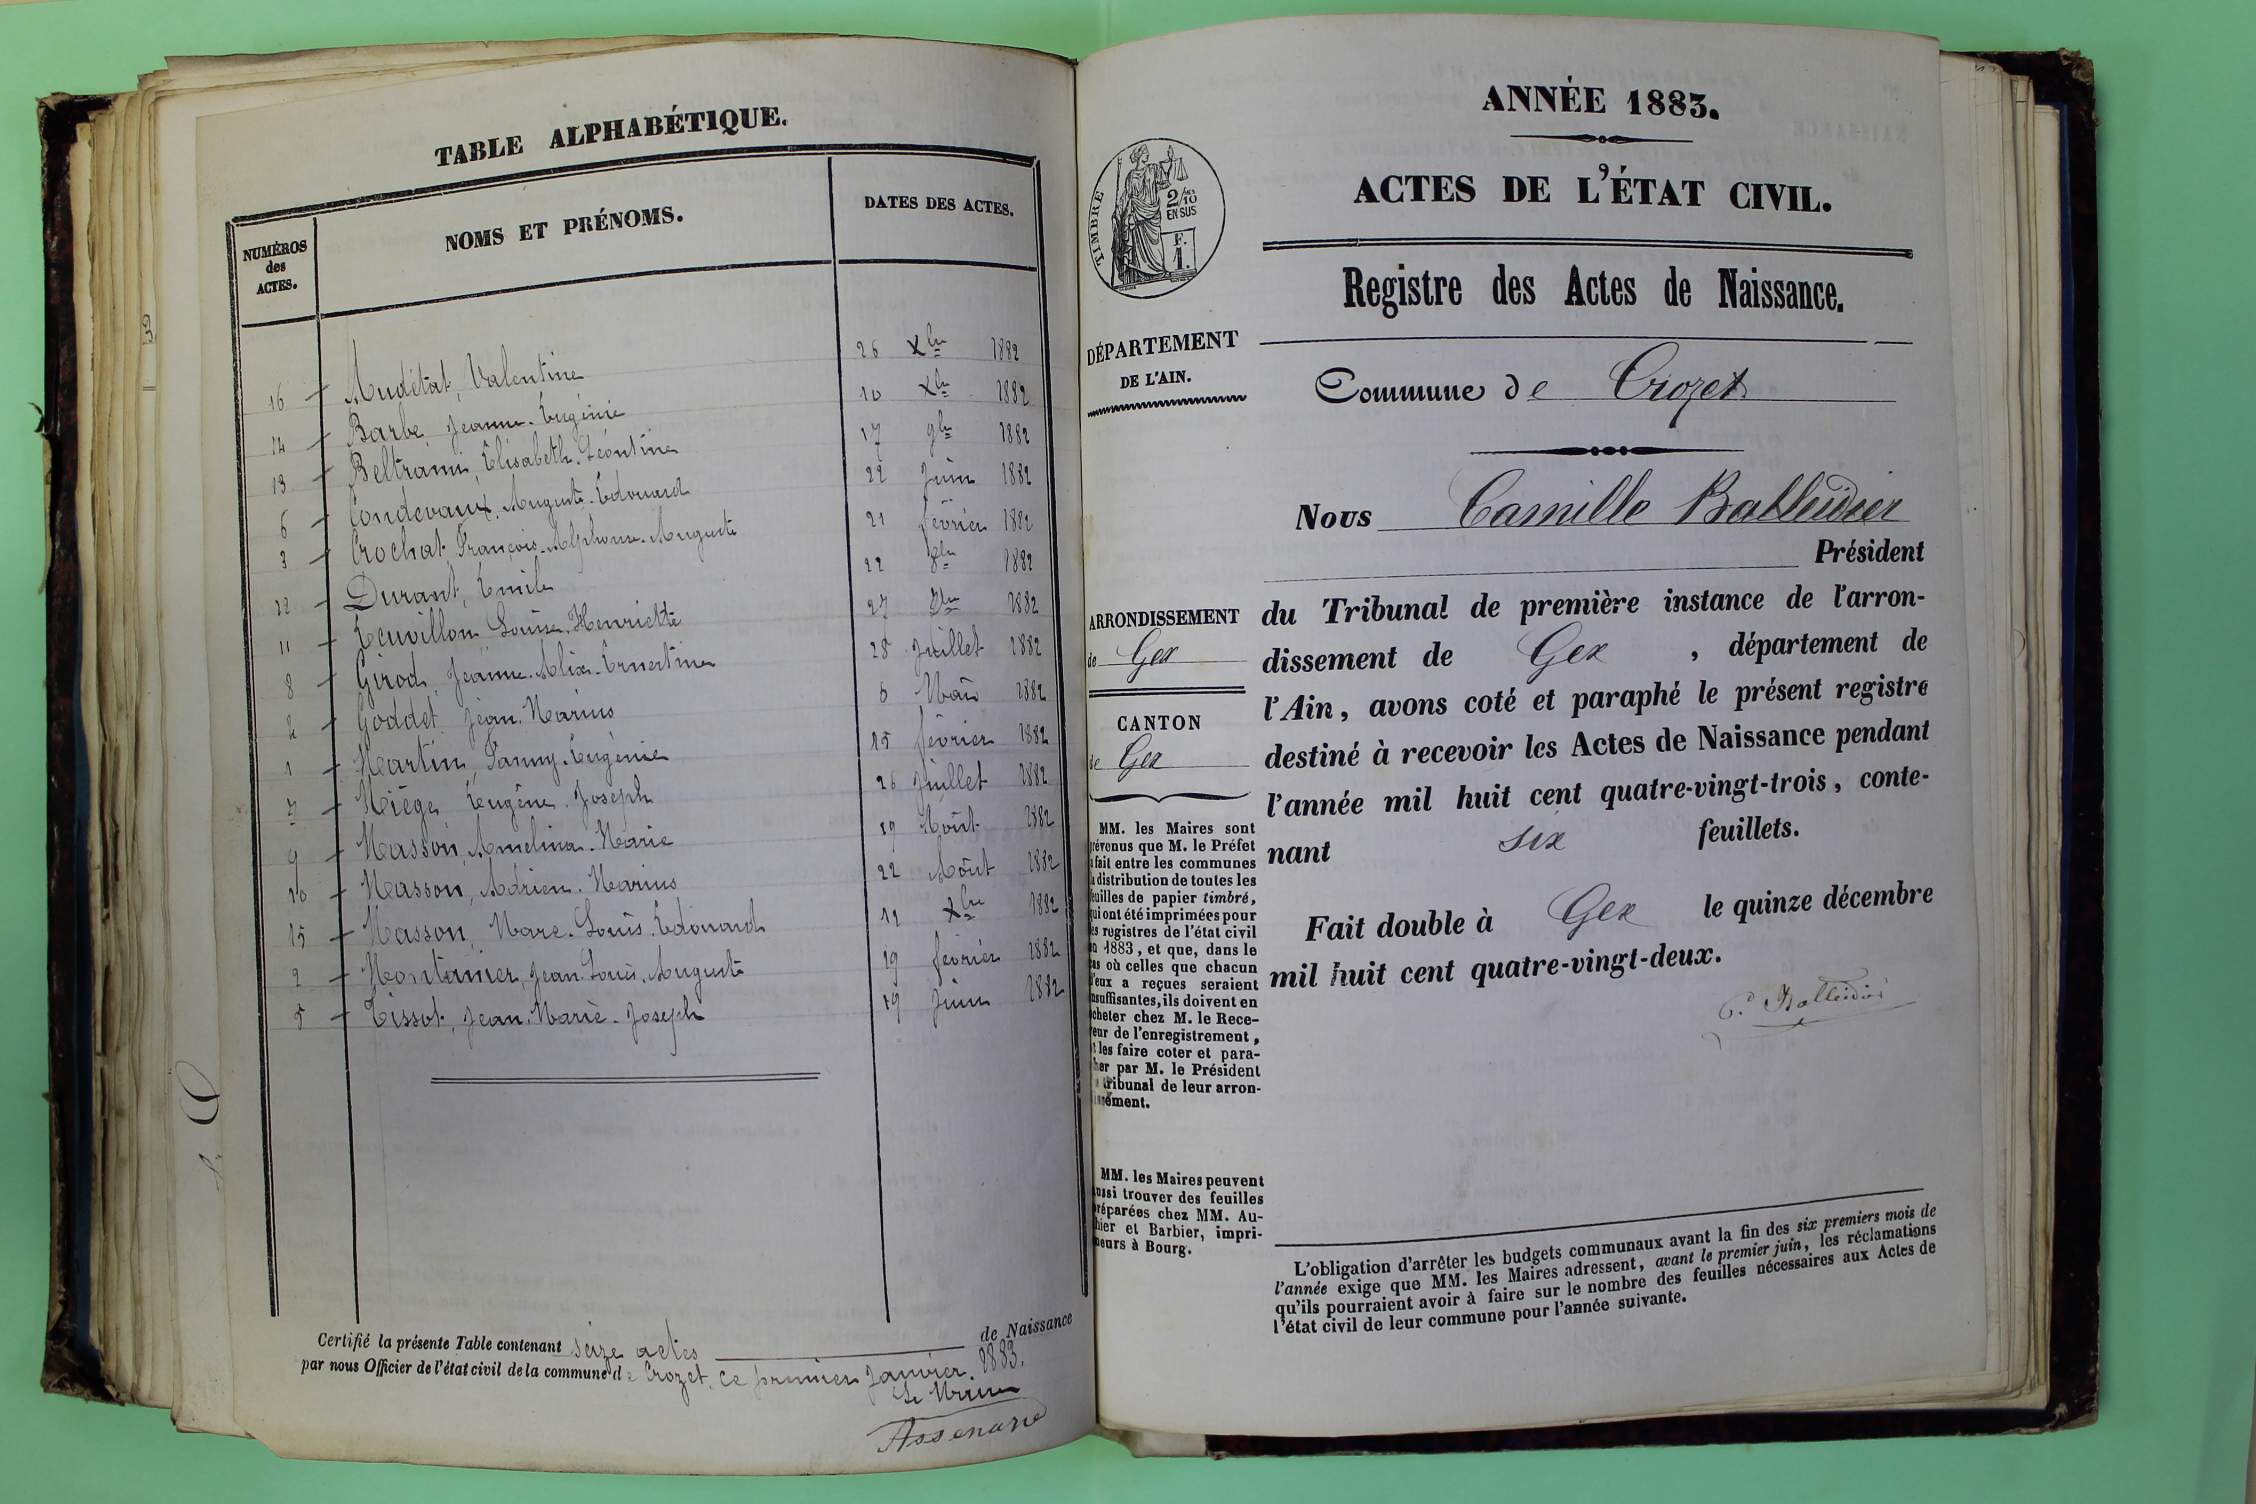 TABLE ALPHABÉTIQUE.
NUMÉROS des ACTES.
NOMS ET PRÉNOMS.
DATES DES ACTES.
16 – Audétat, Valentine 26 Xbre 1882
14 – Barbe Jeanne-Eugénie 10 Xbre 1882
13 – Beltrami, Elisabeth-Léontine 17 9bre 1882
6 – Condevaux, Auguste-Edouard 22 Juin 1882
3 – Crochat, François-Alphonse-Auguste 21 février 1882
12 – Durant, Emile 22 8bre 1882
11 – Louise-Henriette 27 7bre 1882
8 – Girod, Jeanne-Alix-Ernestine 28 Juillet 1882
4 – Goddet, Jean-Marius 6 Mars 1882
1 – Martin, Fanny-Eugénie 15 février 1882
7 – Miège Eugène-Joseph 26 Juillet 1882
9 – Masson, Amelina-Marie 19 Août 1882
10 – Masson, Adrien-Marius 22 Août 1882
15 – Masson, Marc-Louis-Edouard 12 Xbre 1882
2 – Montanier, Jean-Louis-Auguste 19 février 1882
5 – Tissot, Jean-Marie-Joseph 19 Juin 1882
Certifié la présente Table contenant seize actes de Naissance
par nous Officier de l'état civil de la commune de Crozet, ce premier Janvier 1883.
Le Maire
ANNÉE 1883.
ACTES DE L'ÉTAT CIVIL.
TIMBRE
2/10
EN SUS
F.
1.
Registre des Actes de Naissance.
DÉPARTEMENT
DE L'AIN.
Commune de Crozet
Nous Camille Balleidier
Président
ARRONDISSEMENT
de Gex
CANTON
de Gex
du Tribunal de première instance de l'arron-
dissement de Gex , département de
l'Ain, avons coté et paraphé le présent registre
destiné à recevoir les Actes de Naissance pendant
l'année mil huit cent quatre-vingt-trois, conte-
nant six feuillets.
Fait double à Gex le quinze décembre
mil huit cent quatre-vingt-deux.
C. Balleidier
MM. les Maires sont
prévenus que M. le Préfet
a fait entre les communes
la distribution de toutes les
feuilles de papier timbré,
qui ont été imprimées pour
les registres de l'état civil
en 1883, et que, dans le
cas où celles que chacun
d'eux a reçues seraient
insuffisantes, ils doivent en
acheter chez M. le Rece-
veur de l'enregistrement,
et les faire coter et para-
pher par M. le Président
du tribunal de leur arron-
dissement.
MM. les Maires peuvent
aussi trouver des feuilles
préparées chez MM. Au-
thier et Barbier, impri-
meurs à Bourg.
L'obligation d'arrêter les budgets communaux avant la fin des six premiers mois de
l'année exige que MM. les Maires adressent, avant le premier juin, les réclamations
qu'ils pourraient avoir à faire sur le nombre des feuilles nécessaires aux Actes de
l'état civil de leur commune pour l'année suivante.